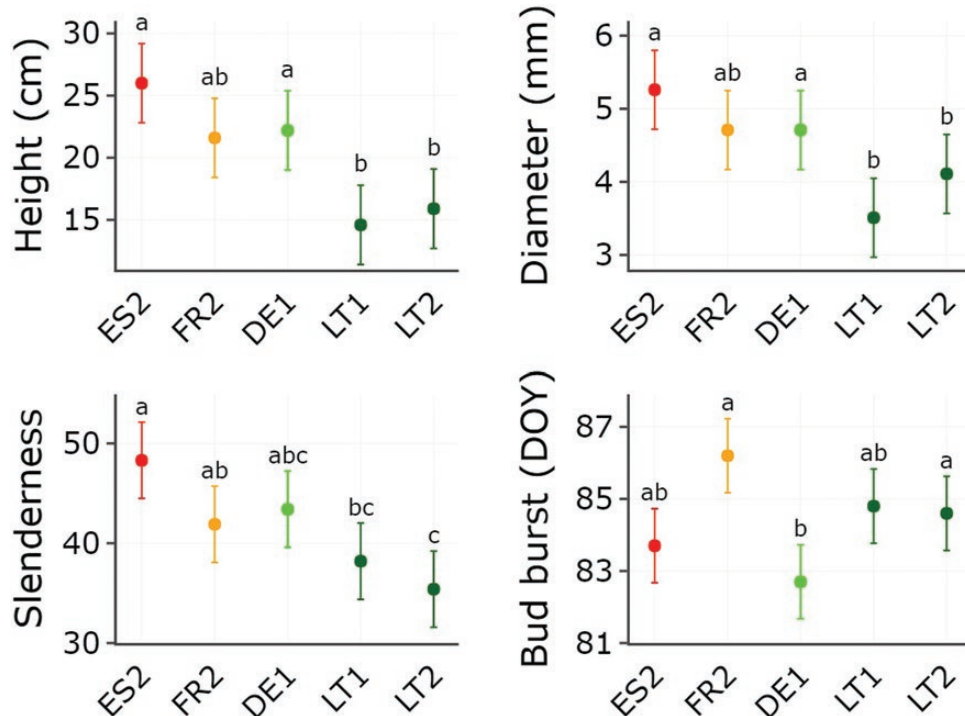 Height (cm)
30
25
20
15
a
ab
a
b
b
ES2
FR2
DE1
LT1
LT2
Diameter (mm)
6
5
4
3
a
ab
a
b
b
ES2
FR2
DE1
LT1
LT2
Slenderness
50
40
30
a
ab
abc
bc
c
ES2
FR2
DE1
LT1
LT2
Bud burst (DOY)
87
85
83
81
ab
a
b
ab
a
ES2
FR2
DE1
LT1
LT2